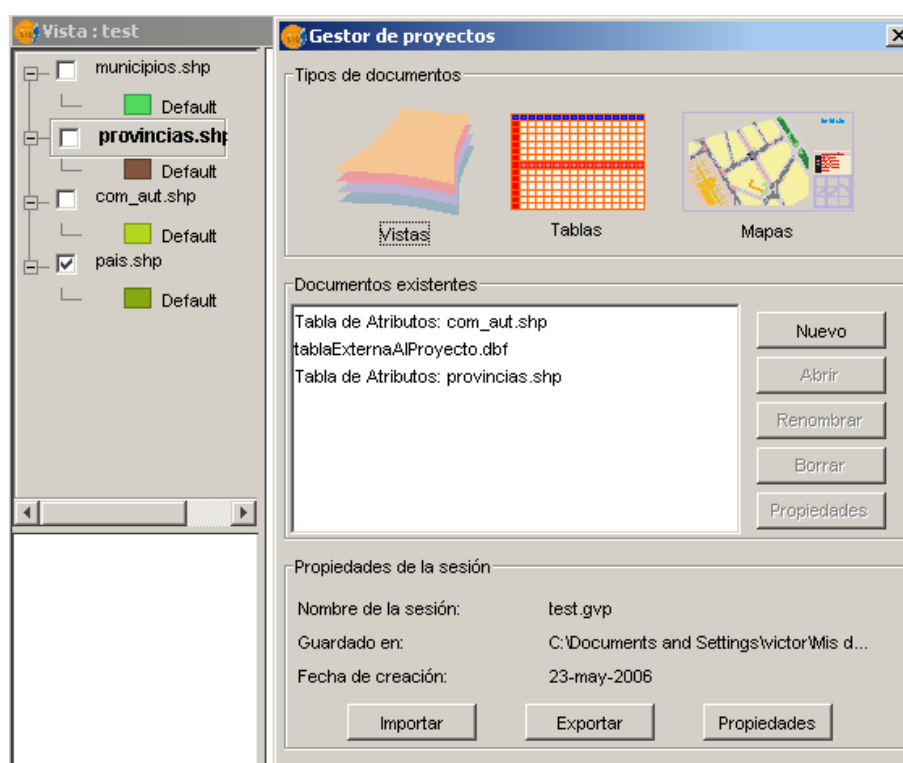 Vista : test
municipios.shp
Default
provincias.shp
Default
com_aut.shp
Default
pais.shp
Default
Gestor de proyectos
Tipos de documentos
Vistas
Tablas
Mapas
Documentos existentes
Tabla de Atributos: com_aut.shp
tablaExternaAlProyecto.dbf
Tabla de Atributos: provincias.shp
Nuevo
Abrir
Renombrar
Borrar
Propiedades
Propiedades de la sesión
Nombre de la sesión: test.gvp
Guardado en: C:\Documents and Settings\victor\Mis d...
Fecha de creación: 23-may-2006
Importar
Exportar
Propiedades